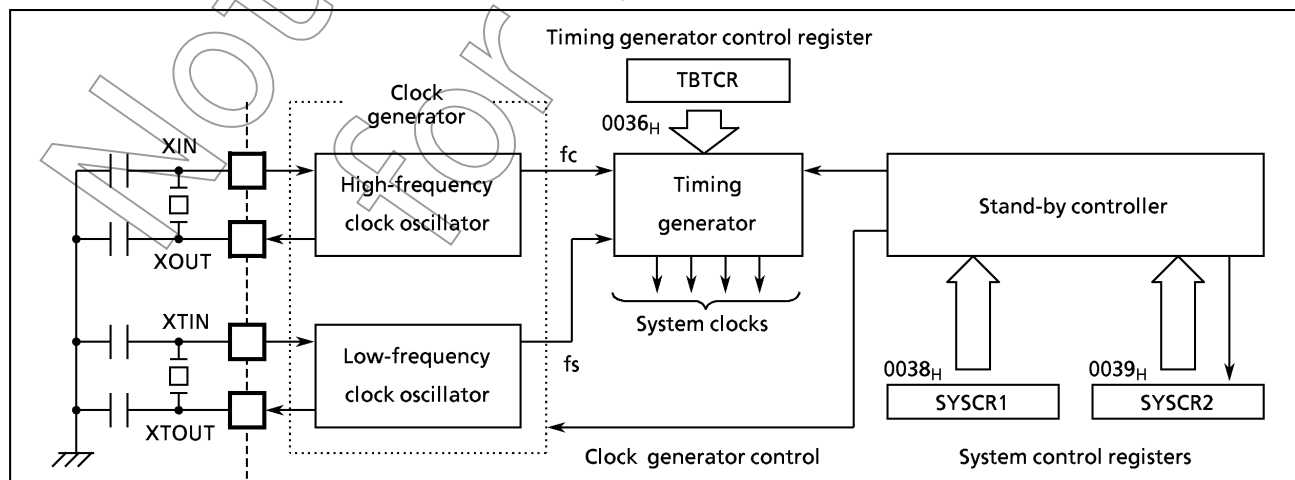 Timing generator control register
TBTCR
0036H
Clock
generator
XIN
XOUT
High-frequency
clock oscillator
fc
Timing
generator
Stand-by controller
System clocks
XTIN
XTOUT
Low-frequency
clock oscillator
fs
0038H
SYSCR1
0039H
SYSCR2
Clock generator control
System control registers
Not
for